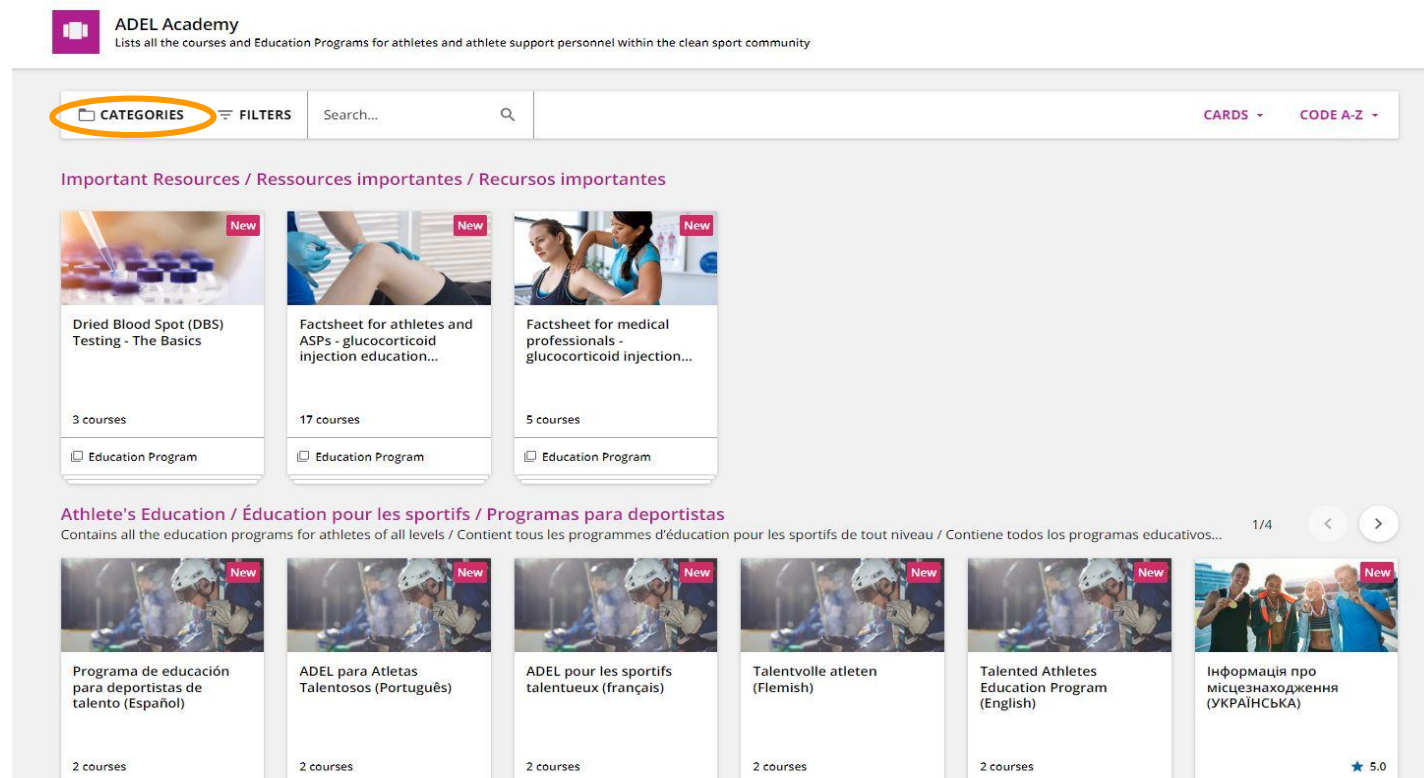 ADEL Academy
Lists all the courses and Education Programs for athletes and athlete support personnel within the clean sport community
CATEGORIES FILTERS Search... CARDS CODE A-Z
Important Resources / Ressources importantes / Recursos importantes
New New New
Dried Blood Spot (DBS)
Testing - The Basics
3 courses
Education Program
Factsheet for athletes and
ASPs - glucocorticoid
injection education...
17 courses
Education Program
Factsheet for medical
professionals -
glucocorticoid injection...
5 courses
Education Program
Athlete's Education / Éducation pour les sportifs / Programas para deportistas
Contains all the education programs for athletes of all levels / Contient tous les programmes d'éducation pour les sportifs de tout niveau / Contiene todos los programas educativos...
1/4
New New New New New New
Programa de educación
para deportistas de
talento (Español)
2 courses
ADEL para Atletas
Talentosos (Português)
2 courses
ADEL pour les sportifs
talentueux (français)
2 courses
Talentvolle atleten
(Flemish)
2 courses
Talented Athletes
Education Program
(English)
2 courses
Інформація про
місцезнаходження
(УКРАЇНСЬКА)
5.0